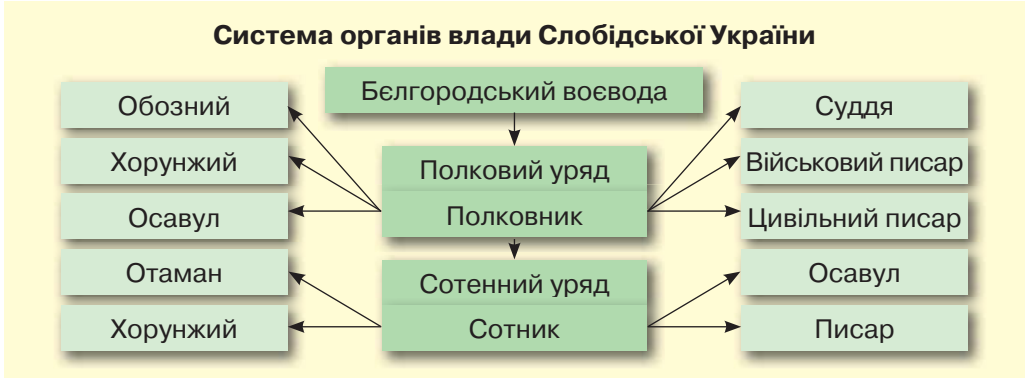 Система органів влади Слобідської України
Бєлгородський воєвода
Обозний
Суддя
Хорунжий
Полковий уряд
Військовий писар
Осавул
Полковник
Цивільний писар
Отаман
Сотенний уряд
Осавул
Хорунжий
Сотник
Писар